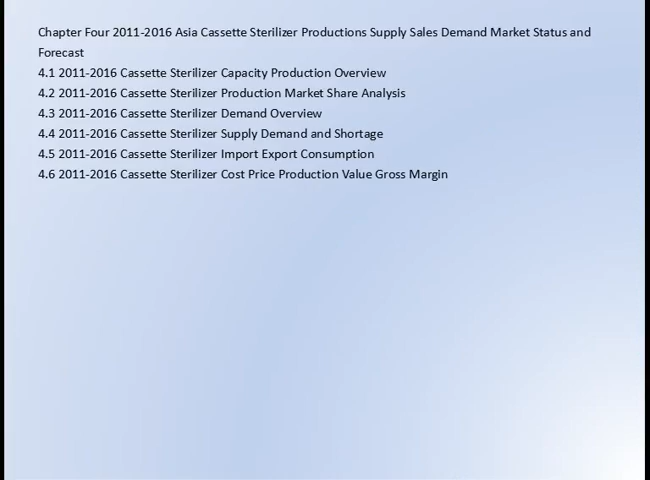 Chapter Four 2011-2016 Asia Cassette Sterilizer Productions Supply Sales Demand Market Status and
Forecast
4.1 2011-2016 Cassette Sterilizer Capacity Production Overview
4.2 2011-2016 Cassette Sterilizer Production Market Share Analysis
4.3 2011-2016 Cassette Sterilizer Demand Overview
4.4 2011-2016 Cassette Sterilizer Supply Demand and Shortage
4.5 2011-2016 Cassette Sterilizer Import Export Consumption
4.6 2011-2016 Cassette Sterilizer Cost Price Production Value Gross Margin